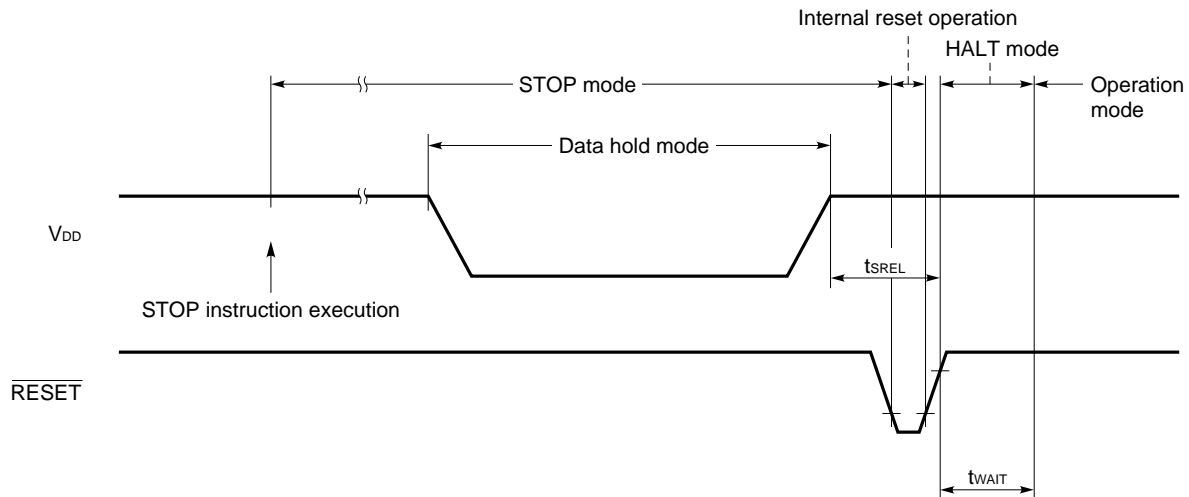 Internal reset operation
HALT mode
STOP mode
Operation
mode
Data hold mode
VDD
tSREL
STOP instruction execution
RESET
tWAIT